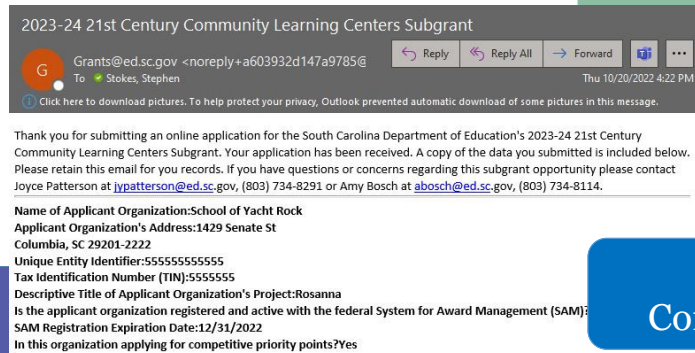 2023-24 21st Century Community Learning Centers Subgrant
G
Grants@ed.sc.gov <noreply+a603932d147a9785@
Reply
Reply All
Forward
To Stokes, Stephen
Thu 10/20/2022 4:22 PM
Click here to download pictures. To help protect your privacy, Outlook prevented automatic download of some pictures in this message.
Thank you for submitting an online application for the South Carolina Department of Education's 2023-24 21st Century
Community Learning Centers Subgrant. Your application has been received. A copy of the data you submitted is included below.
Please retain this email for you records. If you have questions or concerns regarding this subgrant opportunity please contact
Joyce Patterson at jypatterson@ed.sc.gov, (803) 734-8291 or Amy Bosch at abosch@ed.sc.gov, (803) 734-8114.
Name of Applicant Organization:School of Yacht Rock
Applicant Organization's Address:1429 Senate St
Columbia, SC 29201-2222
Unique Entity Identifier:555555555555
Tax Identification Number (TIN):5555555
Descriptive Title of Applicant Organization's Project:Rosanna
Is the applicant organization registered and active with the federal System for Award Management (SAM)?
SAM Registration Expiration Date:12/31/2022
In this organization applying for competitive priority points?Yes